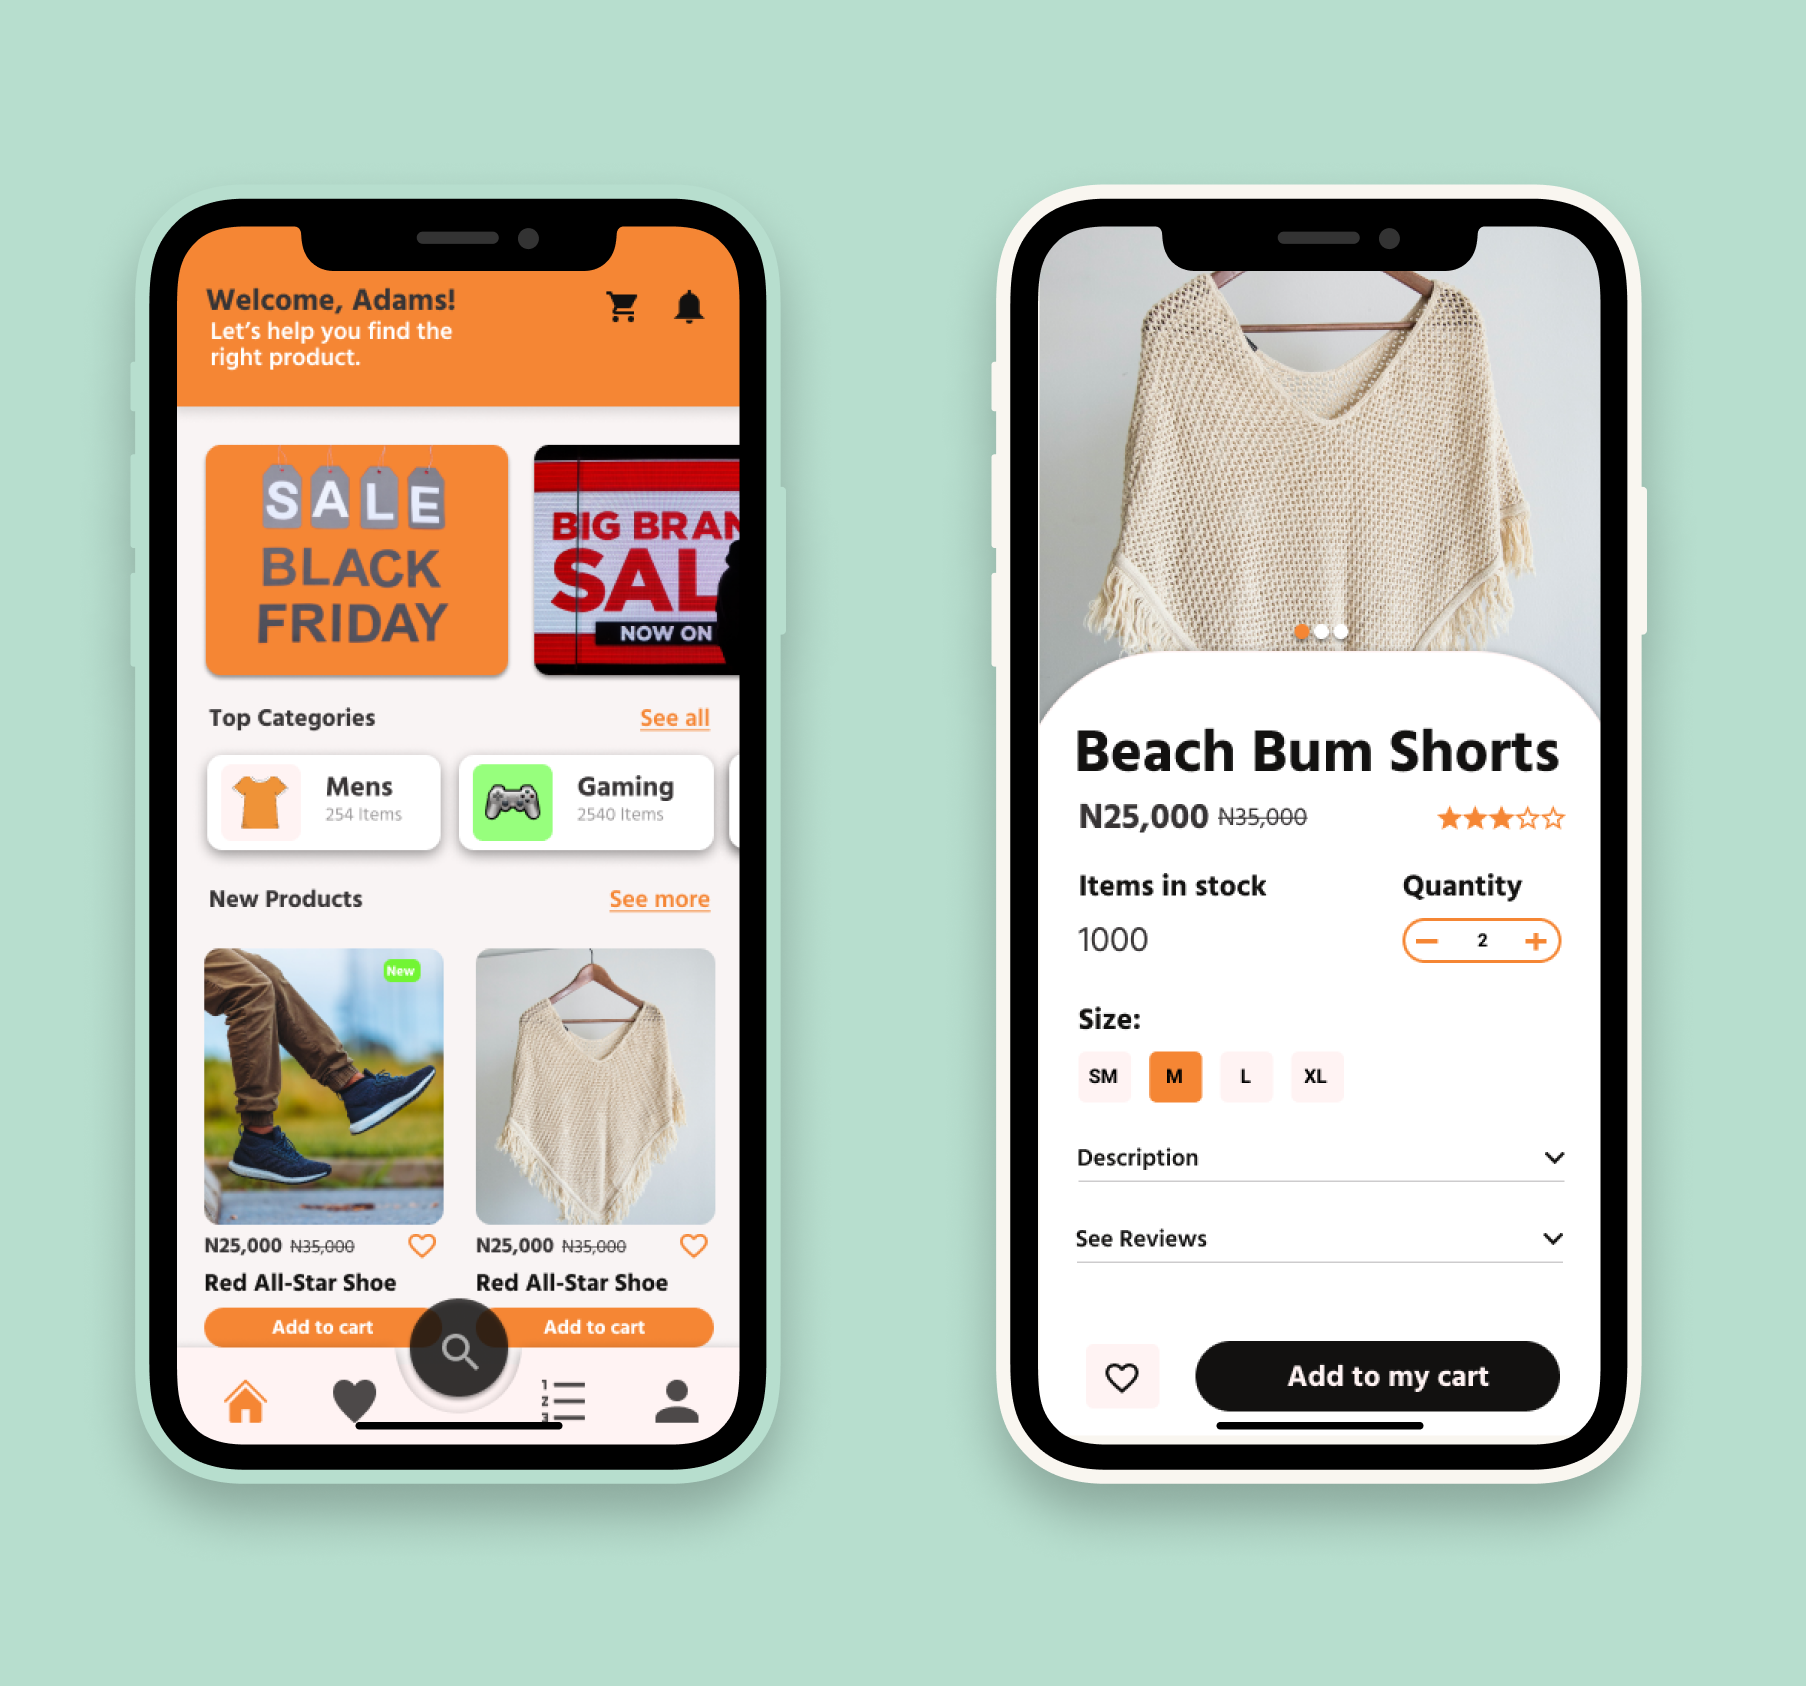 Welcome, Adams!
Let's help you find the
right product.
SALE
BLACK
FRIDAY
BIG BRAN
SAL
NOW ON
Top Categories
See all
Mens
254 Items
Gaming
2540 Items
New Products
See more
New
N25,000 N35,000
Red All-Star Shoe
Add to cart
N25,000 N35,000
Red All-Star Shoe
Add to cart
1
2
Beach Bum Shorts
N25,000 N35,000
Items in stock
Quantity
1000
2
Size:
SM
M
L
XL
Description
See Reviews
Add to my cart